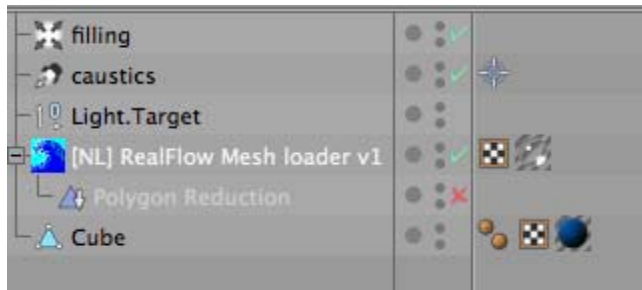 filling
caustics
Light.Target
[NL] RealFlow Mesh loader v1
Polygon Reduction
Cube